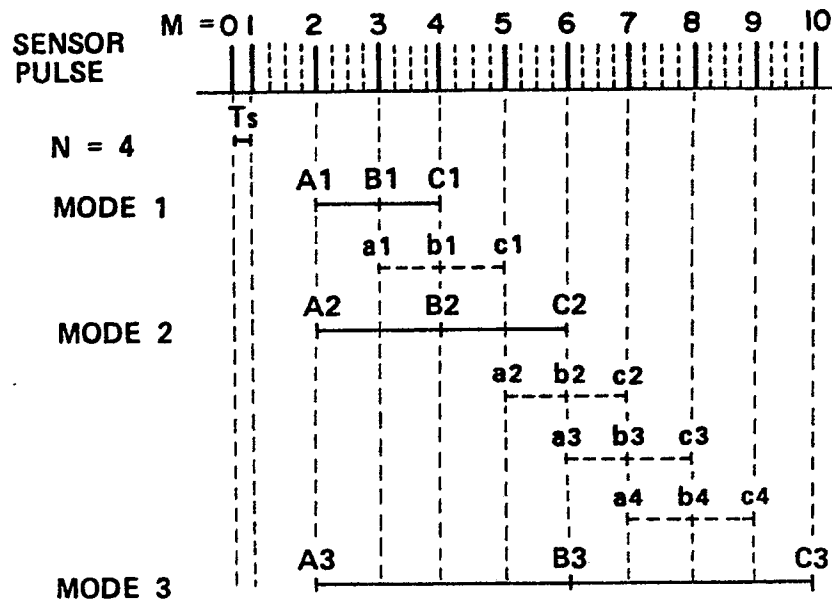 M = 0 1 2 3 4 5 6 7 8 9 10
SENSOR
PULSE
Ts
N = 4
A1 B1 C1
MODE 1
a1 b1 c1
A2 B2 C2
MODE 2
a2 b2 c2
a3 b3 c3
a4 b4 c4
A3 B3 C3
MODE 3